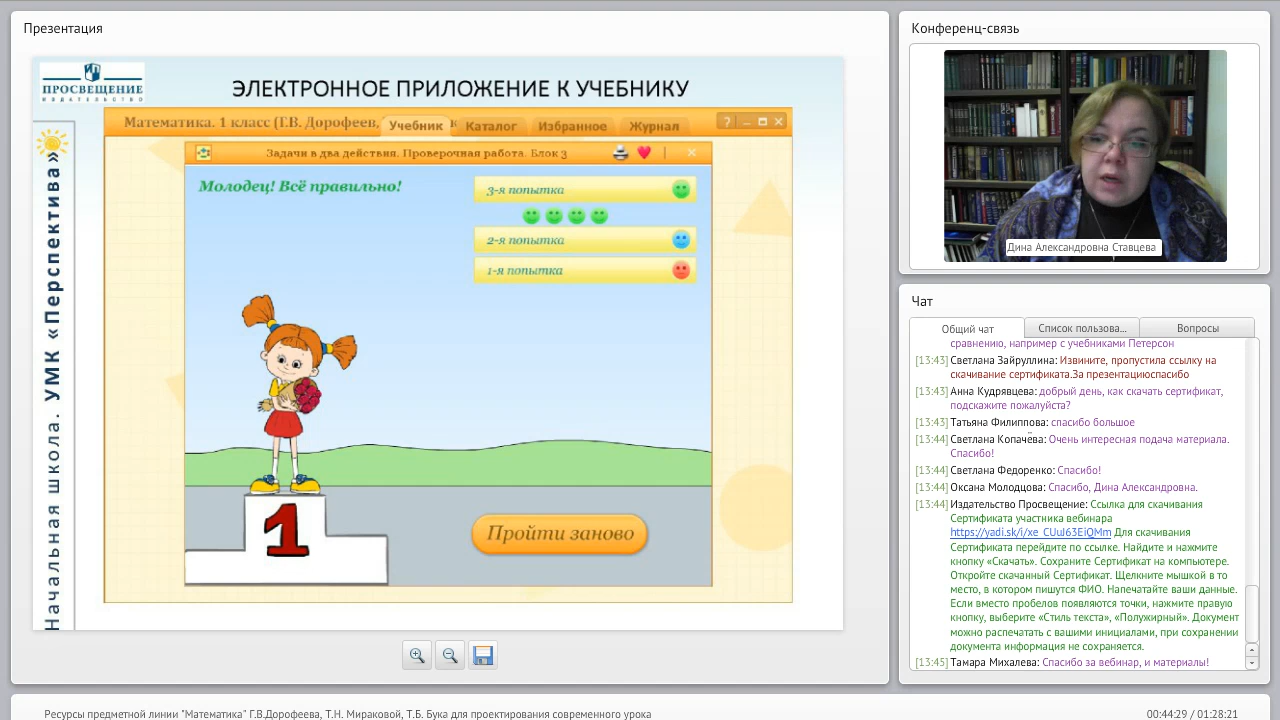 Презентация
ПРОСВЕЩЕНИЕ
ИЗДАТЕЛЬСТВО
ЭЛЕКТРОННОЕ ПРИЛОЖЕНИЕ К УЧЕБНИКУ
Начальная школа. УМК «Перспектива»
Математика. 1 класс (Г.В. Дорофеев,
Учебник
Каталог
Избранное
Журнал
Задачи в два действия. Проверочная работа. Блок 3
Молодец! Всё правильно!
3-я попытка
2-я попытка
1-я попытка
1
Пройти заново
Конференц-связь
Дина Александровна Ставцева
Чат
Общий чат
Список пользова...
Вопросы
сравнению, например с учебниками Петерсон
[13:43] Светлана Зайруллина: Извините, пропустила ссылку на
скачивание сертификата.За презентациюспасибо
[13:43] Анна Кудрявцева: добрый день, как скачать сертификат,
подскажите пожалуйста?
[13:43] Татьяна Филиппова: спасибо большое
[13:44] Светлана Копачёва: Очень интересная подача материала.
Спасибо!
[13:44] Светлана Федоренко: Спасибо!
[13:44] Оксана Молодцова: Спасибо, Дина Александровна.
[13:44] Издательство Просвещение: Ссылка для скачивания
Сертификата участника вебинара
https://yadi.sk/i/xe_CUuJ63EiQMm Для скачивания
Сертификата перейдите по ссылке. Найдите и нажмите
кнопку «Скачать». Сохраните Сертификат на компьютере.
Откройте скачанный Сертификат. Щелкните мышкой в то
место, в котором пишутся ФИО. Напечатайте ваши данные.
Если вместо пробелов появляются точки, нажмите правую
кнопку, выберите «Стиль текста», «Полужирный». Документ
можно распечатать с вашими инициалами, при сохранении
документа информация не сохраняется.
[13:45] Тамара Михалева: Спасибо за вебинар, и материалы!
Ресурсы предметной линии "Математика" Г.В.Дорофеева, Т.Н. Мираковой, Т.Б. Бука для проектирования современного урока
00:44:29 / 01:28:21